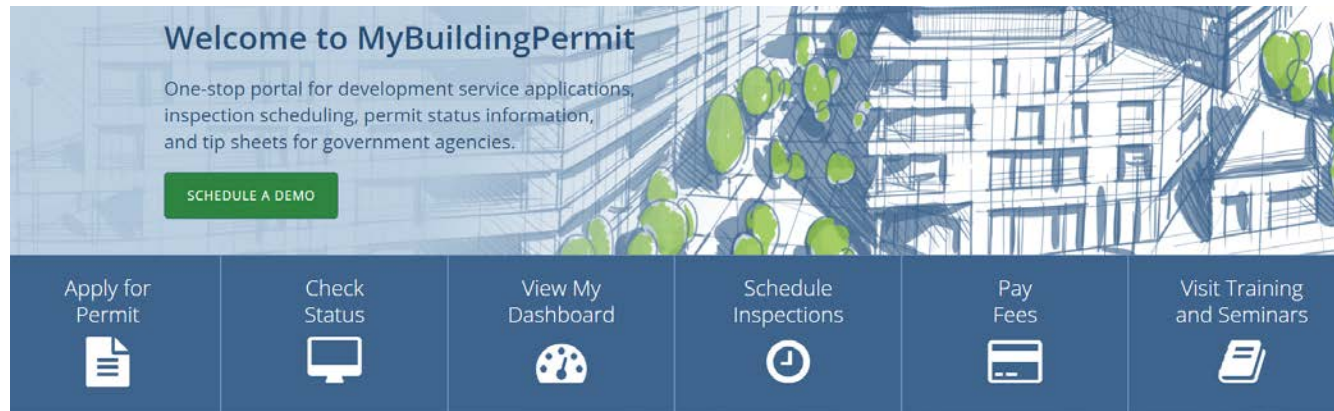 Welcome to MyBuildingPermit
One-stop portal for development service applications,
inspection scheduling, permit status information,
and tip sheets for government agencies.
SCHEDULE A DEMO
Apply for
Permit
Check
Status
View My
Dashboard
Schedule
Inspections
Pay
Fees
Visit Training
and Seminars